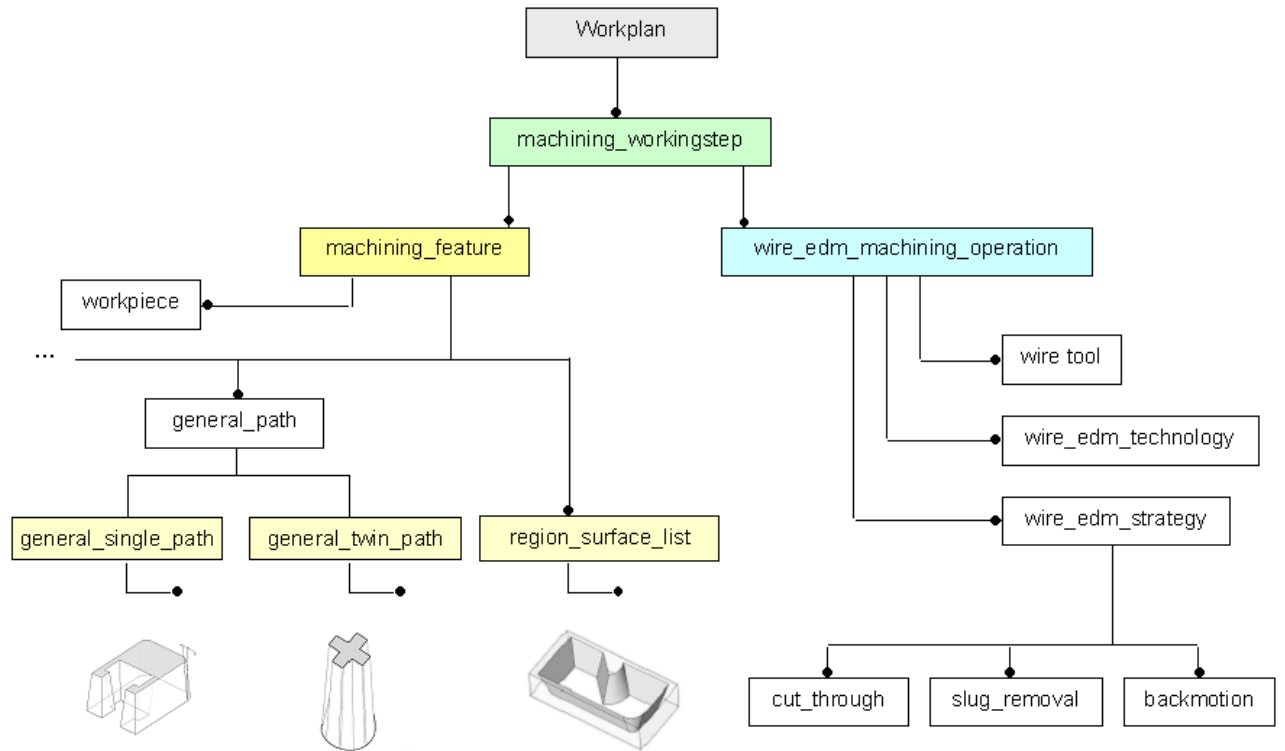 Workplan
machining_workingstep
machining_feature
wire_edm_machining_operation
workpiece
...
wire tool
general_path
wire_edm_technology
general_single_path
general_twin_path
region_surface_list
wire_edm_strategy
cut_through
slug_removal
backmotion